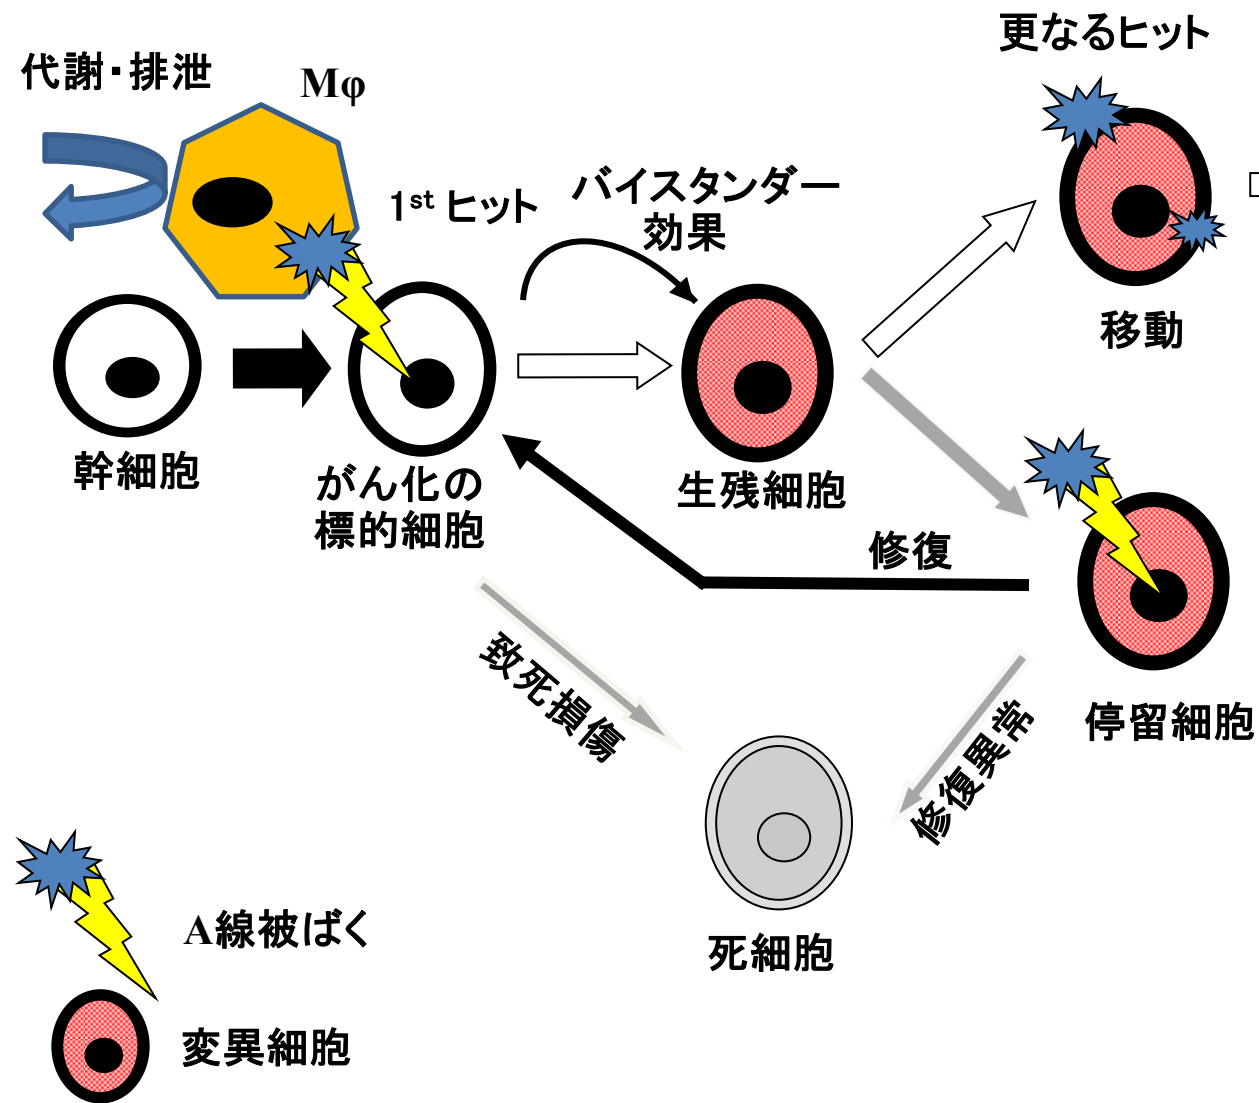 更なるヒット
代謝・排泄
Mφ
1st ヒット
バイスタンダー
効果
移動
幹細胞
がん化の
標的細胞
生残細胞
修復
致死損傷
修復異常
停留細胞
A線被ばく
死細胞
変異細胞